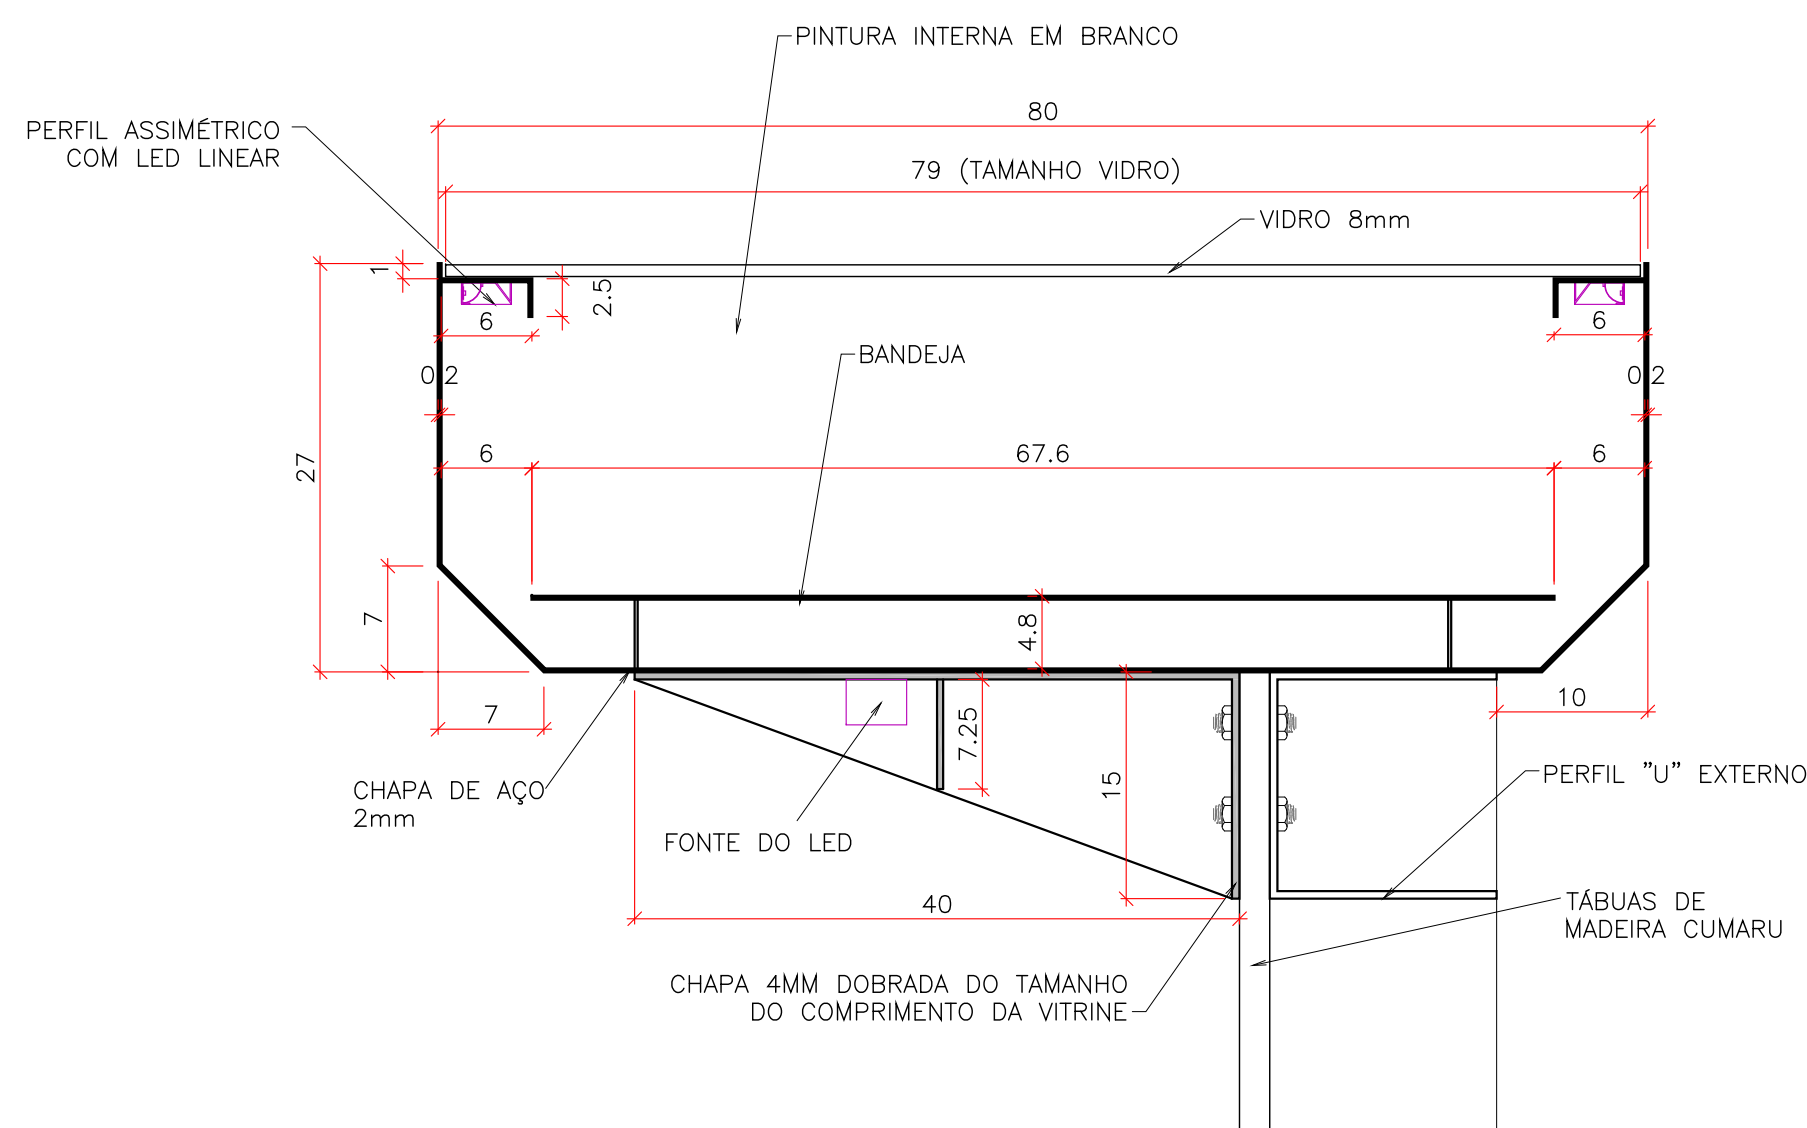 PINTURA INTERNA EM BRANCO
80
PERFIL ASSIMÉTRICO
COM LED LINEAR
79 (TAMANHO VIDRO)
VIDRO 8mm
1
2.5
6
6
BANDEJA
0.2
0.2
27
6
67.6
6
7
4.8
7
10
7.25
15
CHAPA DE AÇO
2mm
FONTE DO LED
PERFIL "U" EXTERNO
40
TÁBUAS DE
MADEIRA CUMARU
CHAPA 4MM DOBRADA DO TAMANHO
DO COMPRIMENTO DA VITRINE